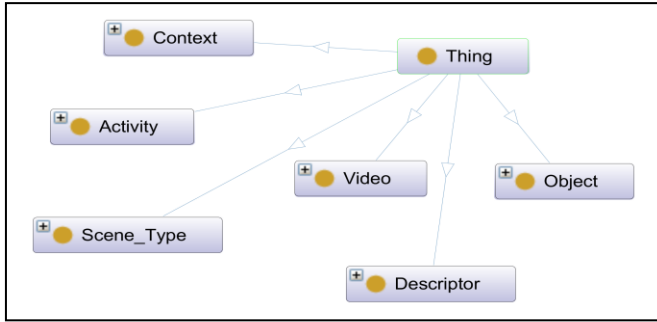 Context
Thing
Activity
Video
Object
Scene_Type
Descriptor